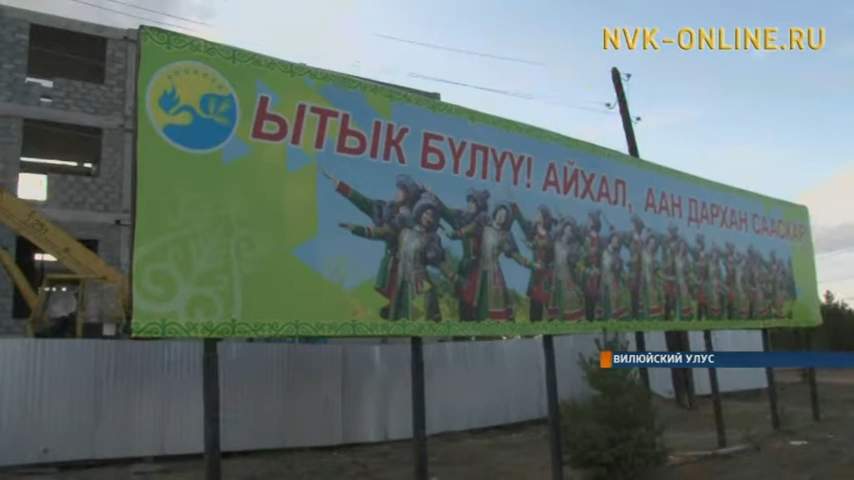 NVK-ONLINE.RU
ЫТЫК БҮЛҮҮ! АЙХАЛ, ААН ДАРХАН СААСКАР
ВИЛЮЙСКИЙ УЛУС